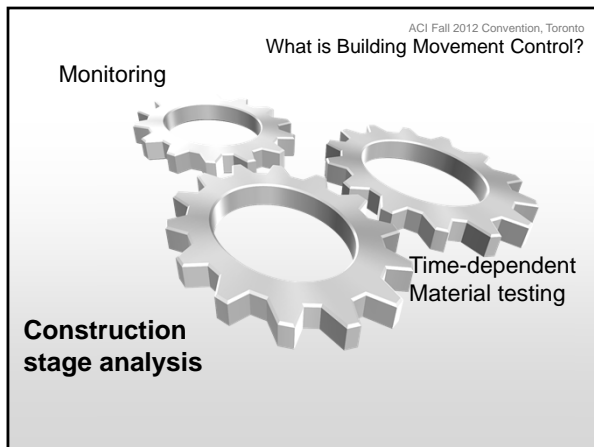 ACI Fall 2012 Convention, Toronto
What is Building Movement Control?
Monitoring
Time-dependent
Material testing
Construction
stage analysis